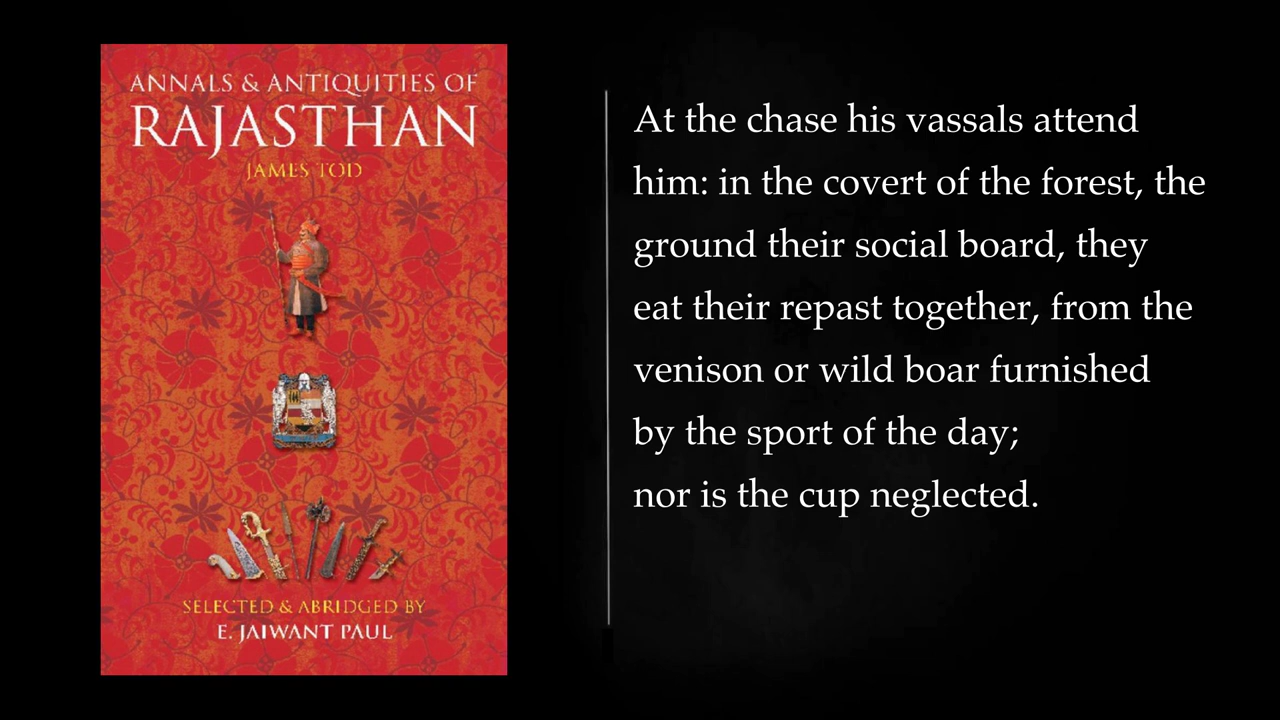 ANNALS & ANTIQUITIES OF
RAJASTHAN
JAMES TOD
SELECTED & ABRIDGED BY
E. JAIWANT PAUL
At the chase his vassals attend
him: in the covert of the forest, the
ground their social board, they
eat their repast together, from the
venison or wild boar furnished
by the sport of the day;
nor is the cup neglected.